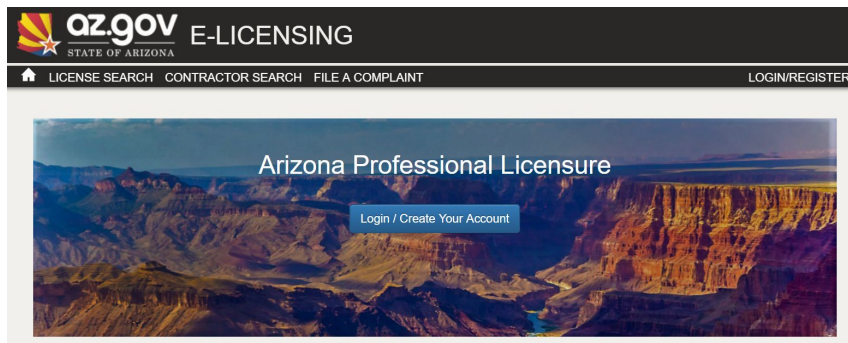 az.gov
STATE OF ARIZONA
E-LICENSING
LICENSE SEARCH CONTRACTOR SEARCH FILE A COMPLAINT LOGIN/REGISTER
Arizona Professional Licensure
Login / Create Your Account